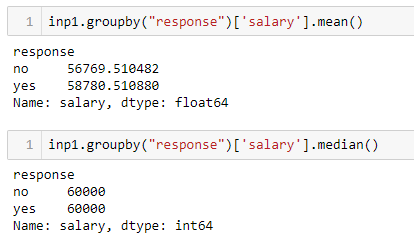 1 inp1.groupby("response")['salary'].mean()
response
no     56769.510482
yes    58780.510880
Name: salary, dtype: float64
1 inp1.groupby("response")['salary'].median()
response
no     60000
yes    60000
Name: salary, dtype: int64